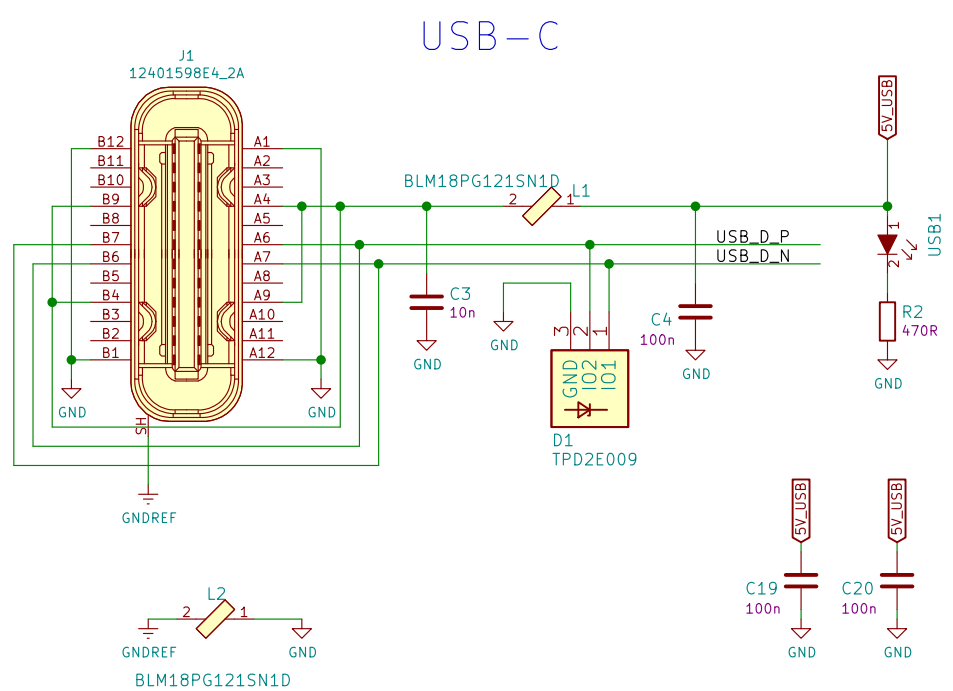 USB-C
J1
12401598E4_2A
5V_USB
B12
B11
B10
B9
B8
B7
B6
B5
B4
B3
B2
B1
A1
A2
A3
A4
A5
A6
A7
A8
A9
A10
A11
A12
SH
BLM18PG121SN1D
L1
2
1
USB_D_P
USB_D_N
1
2
USB1
C3
10n
C4
100n
R2
470R
GND
GND
GND
GND
GND
GND
3
2
1
GND
IO2
IO1
D1
TPD2E009
GNDREF
5V_USB
5V_USB
C19
100n
C20
100n
GND
GND
L2
2
1
GNDREF
GND
BLM18PG121SN1D